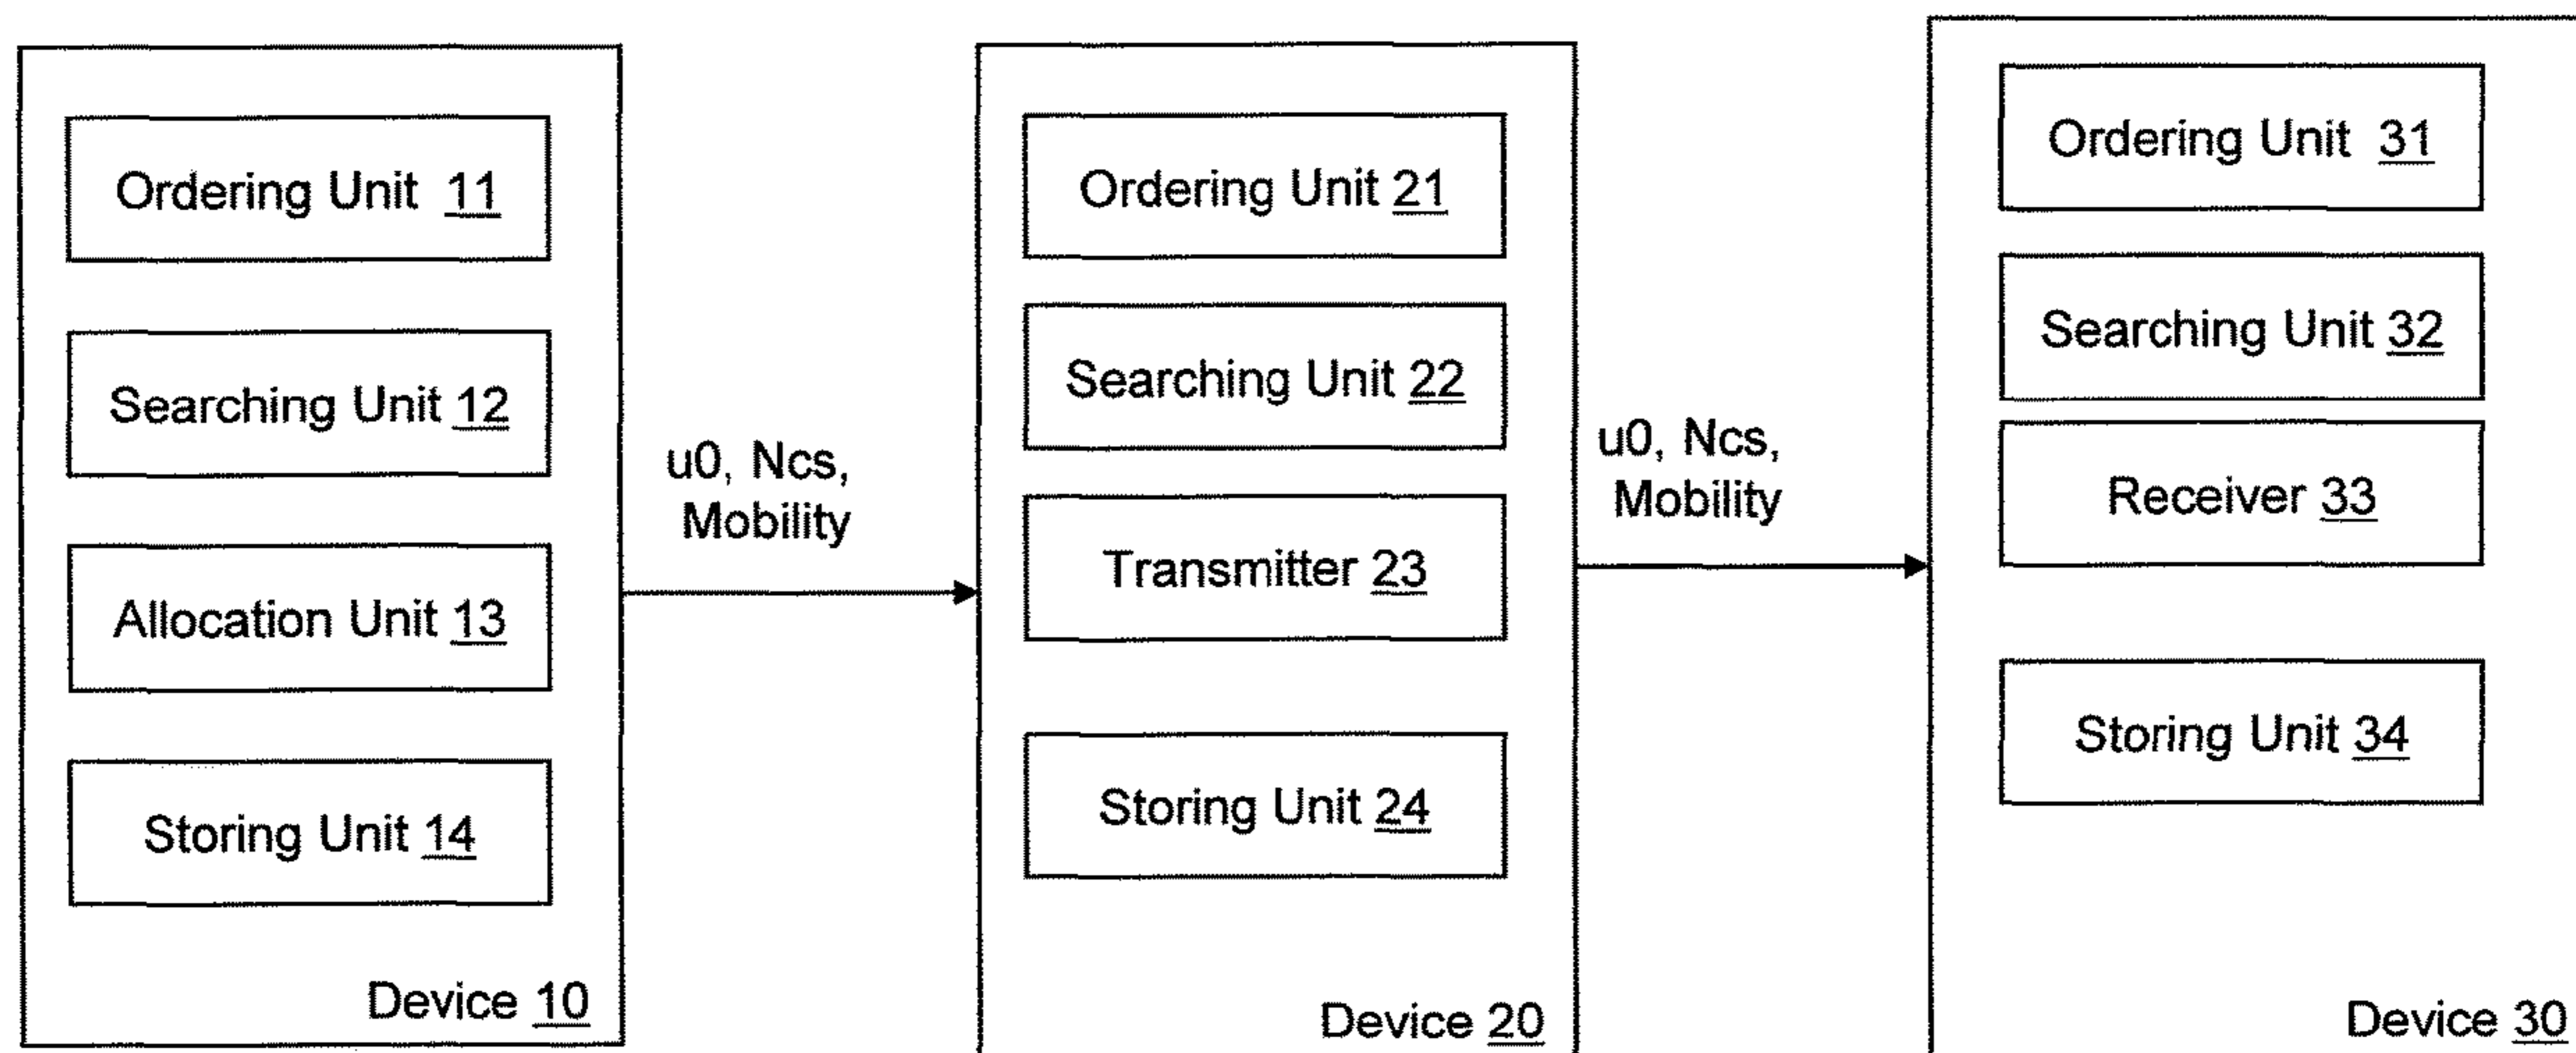 Ordering Unit 11
Searching Unit 12
Allocation Unit 13
Storing Unit 14
Device 10
u0, Ncs,
Mobility
Ordering Unit 21
Searching Unit 22
Transmitter 23
Storing Unit 24
Device 20
u0, Ncs,
Mobility
Ordering Unit 31
Searching Unit 32
Receiver 33
Storing Unit 34
Device 30